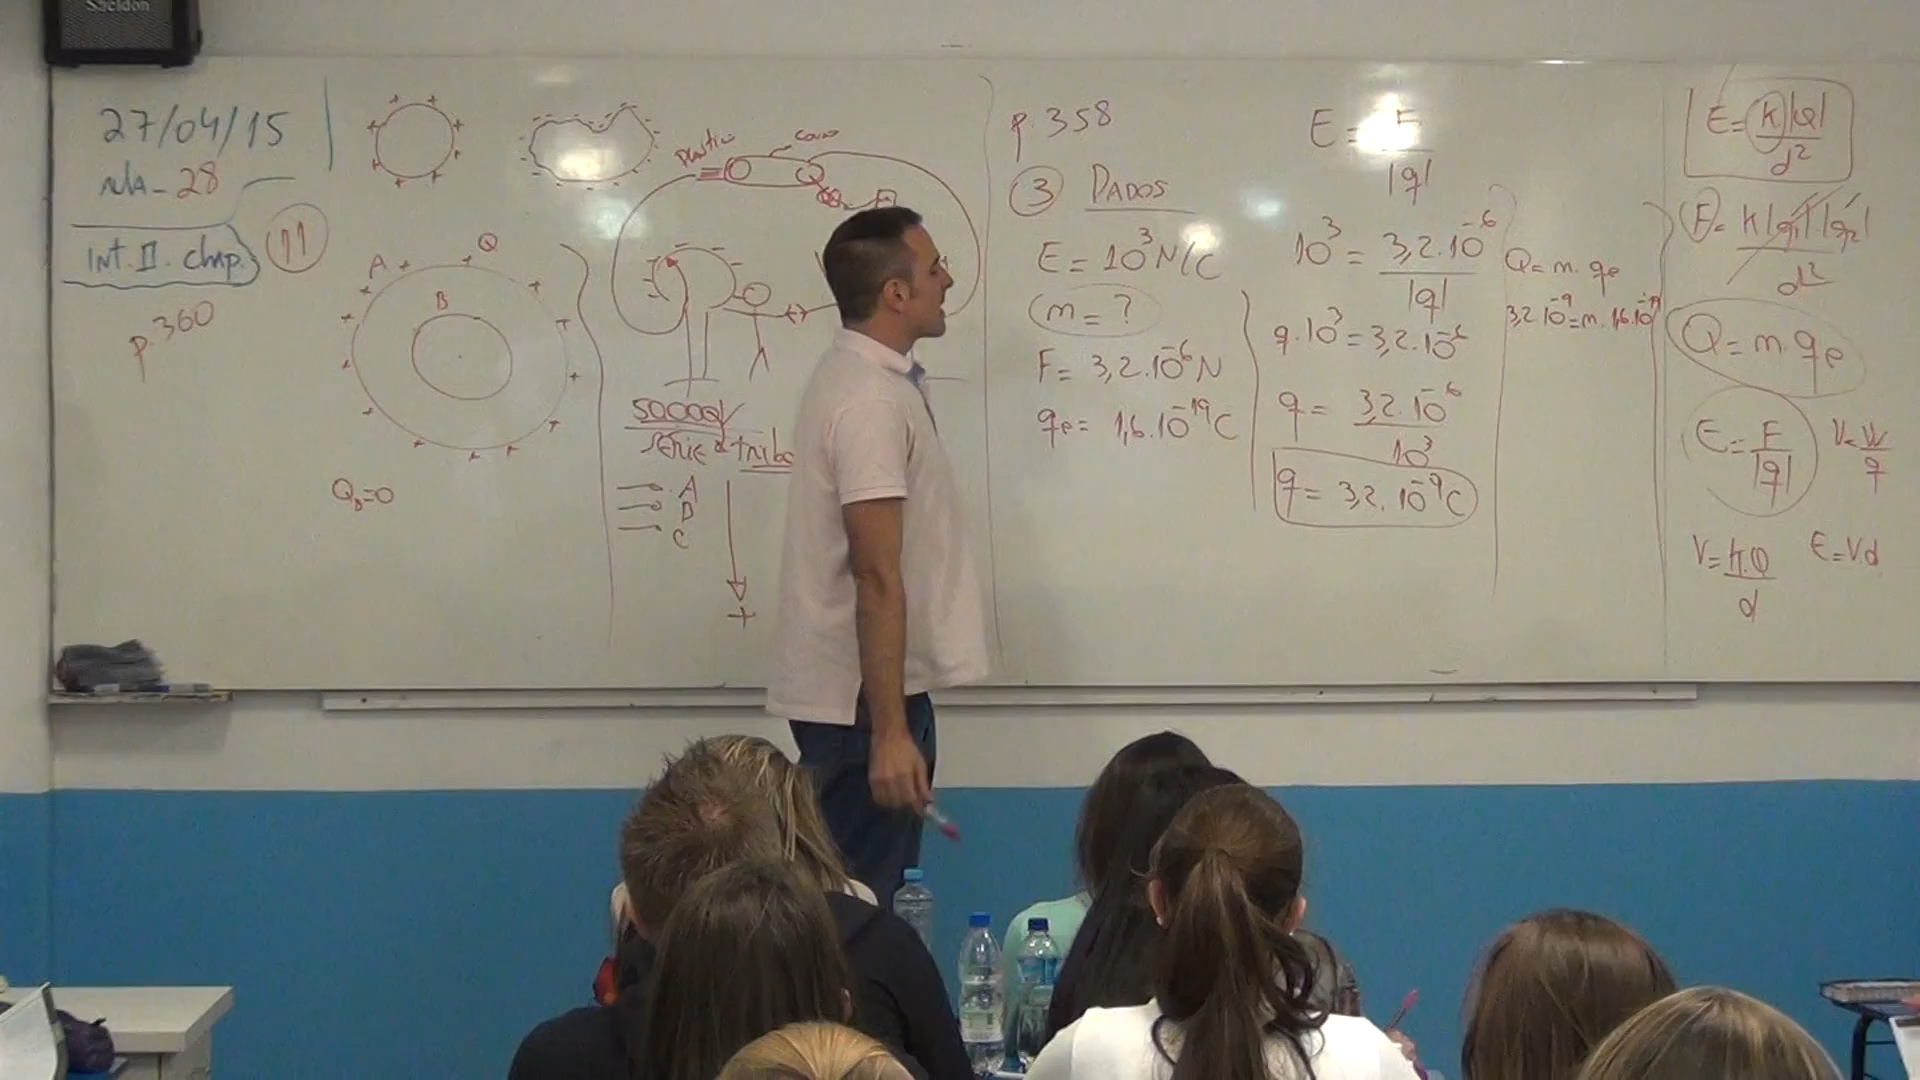 Sheldon
27/04/15
aula - 28
Int. II. cmp.
11
p. 360
A
Q
B
Q_B=0
Plastico
Couro
50000V
Série
A
B
C
+
p. 358
3 DADOS
E = 10³ N/C
m = ?
F = 3,2.10⁻⁶ N
qe = 1,6.10⁻¹⁹ C
E = F/|q|
10³ = 3,2.10⁻⁶/|q|
q.10³ = 3,2.10⁻⁶
q = 3,2.10⁻⁶/10³
q = 3,2.10⁻⁹ C
Q = m. qe
3,2.10⁻⁹ = m. 1,6.10⁻¹⁹
E = k|Q|/d²
F = k|q₁|.|q₂|/d²
Q = m.qe
E = F/|q|
V = W/q
V = k.Q/d
E = V.d